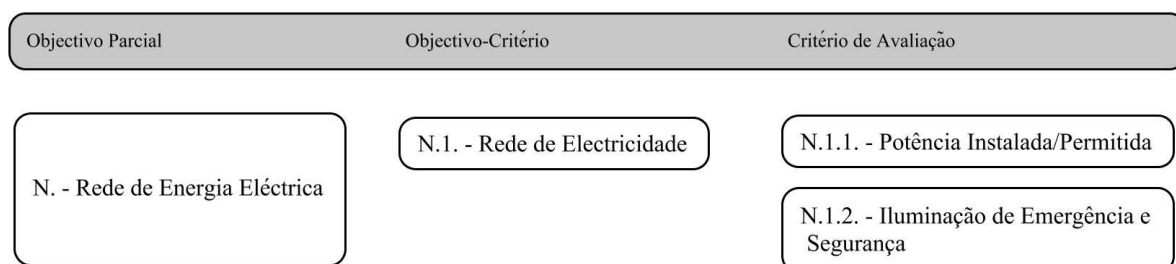 Objectivo Parcial
Objectivo-Critério
Critério de Avaliação
N. - Rede de Energia Eléctrica
N.1. - Rede de Electricidade
N.1.1. - Potência Instalada/Permitida
N.1.2. - Iluminação de Emergência e
Segurança